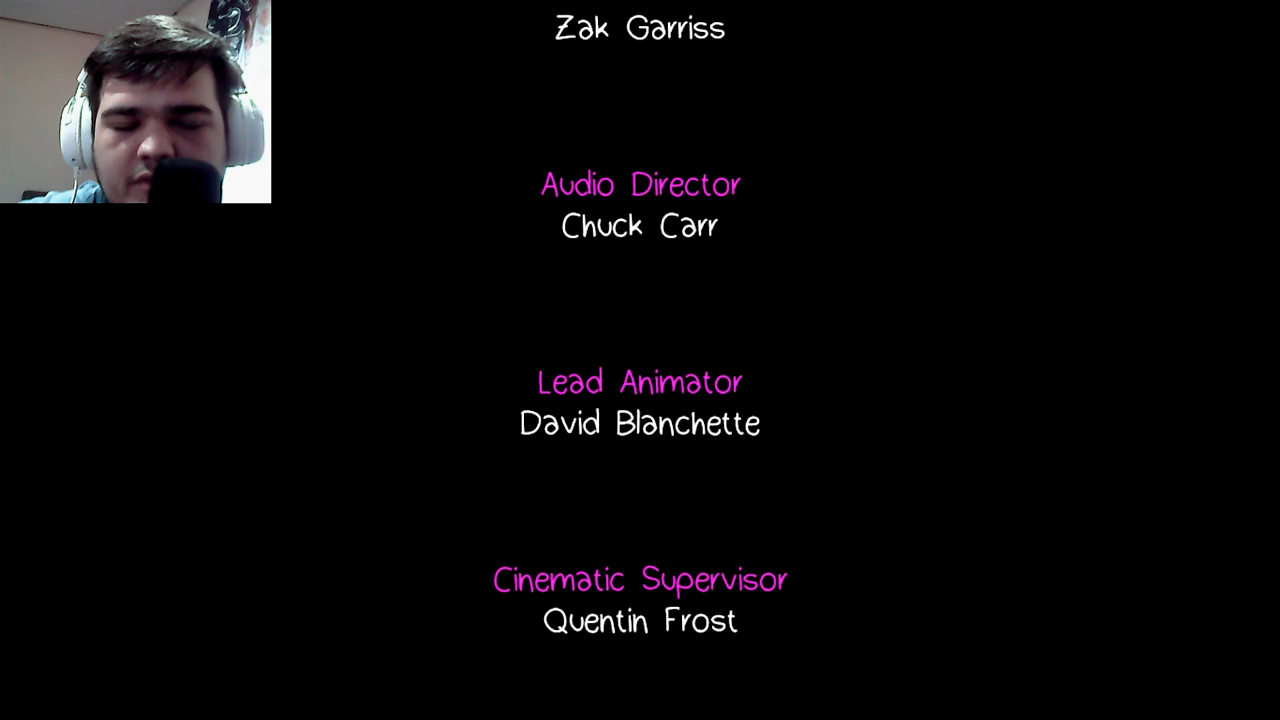 Zak Garriss
Audio Director
Chuck Carr
Lead Animator
David Blanchette
Cinematic Supervisor
Quentin Frost